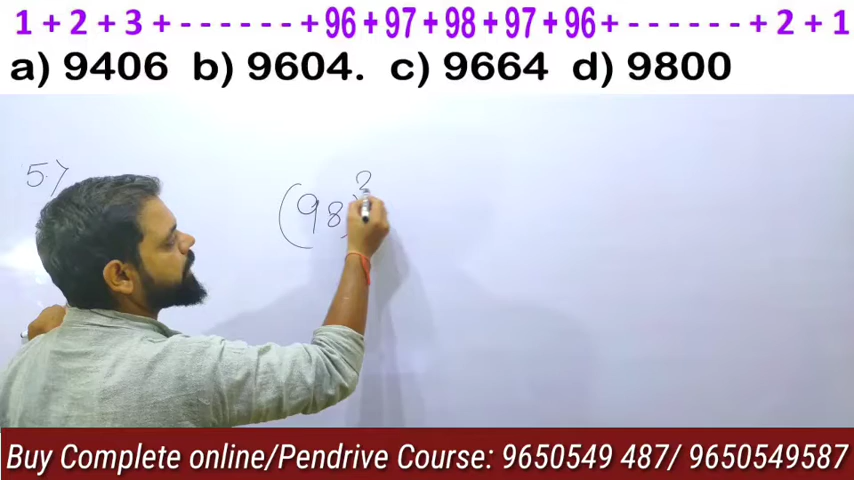 1 + 2 + 3 + - - - - - - + 96 + 97 + 98 + 97 + 96 + - - - - - - + 2 + 1
a) 9406 b) 9604. c) 9664 d) 9800
5.)
(98)²
Buy Complete online/Pendrive Course: 9650549 487/ 9650549587